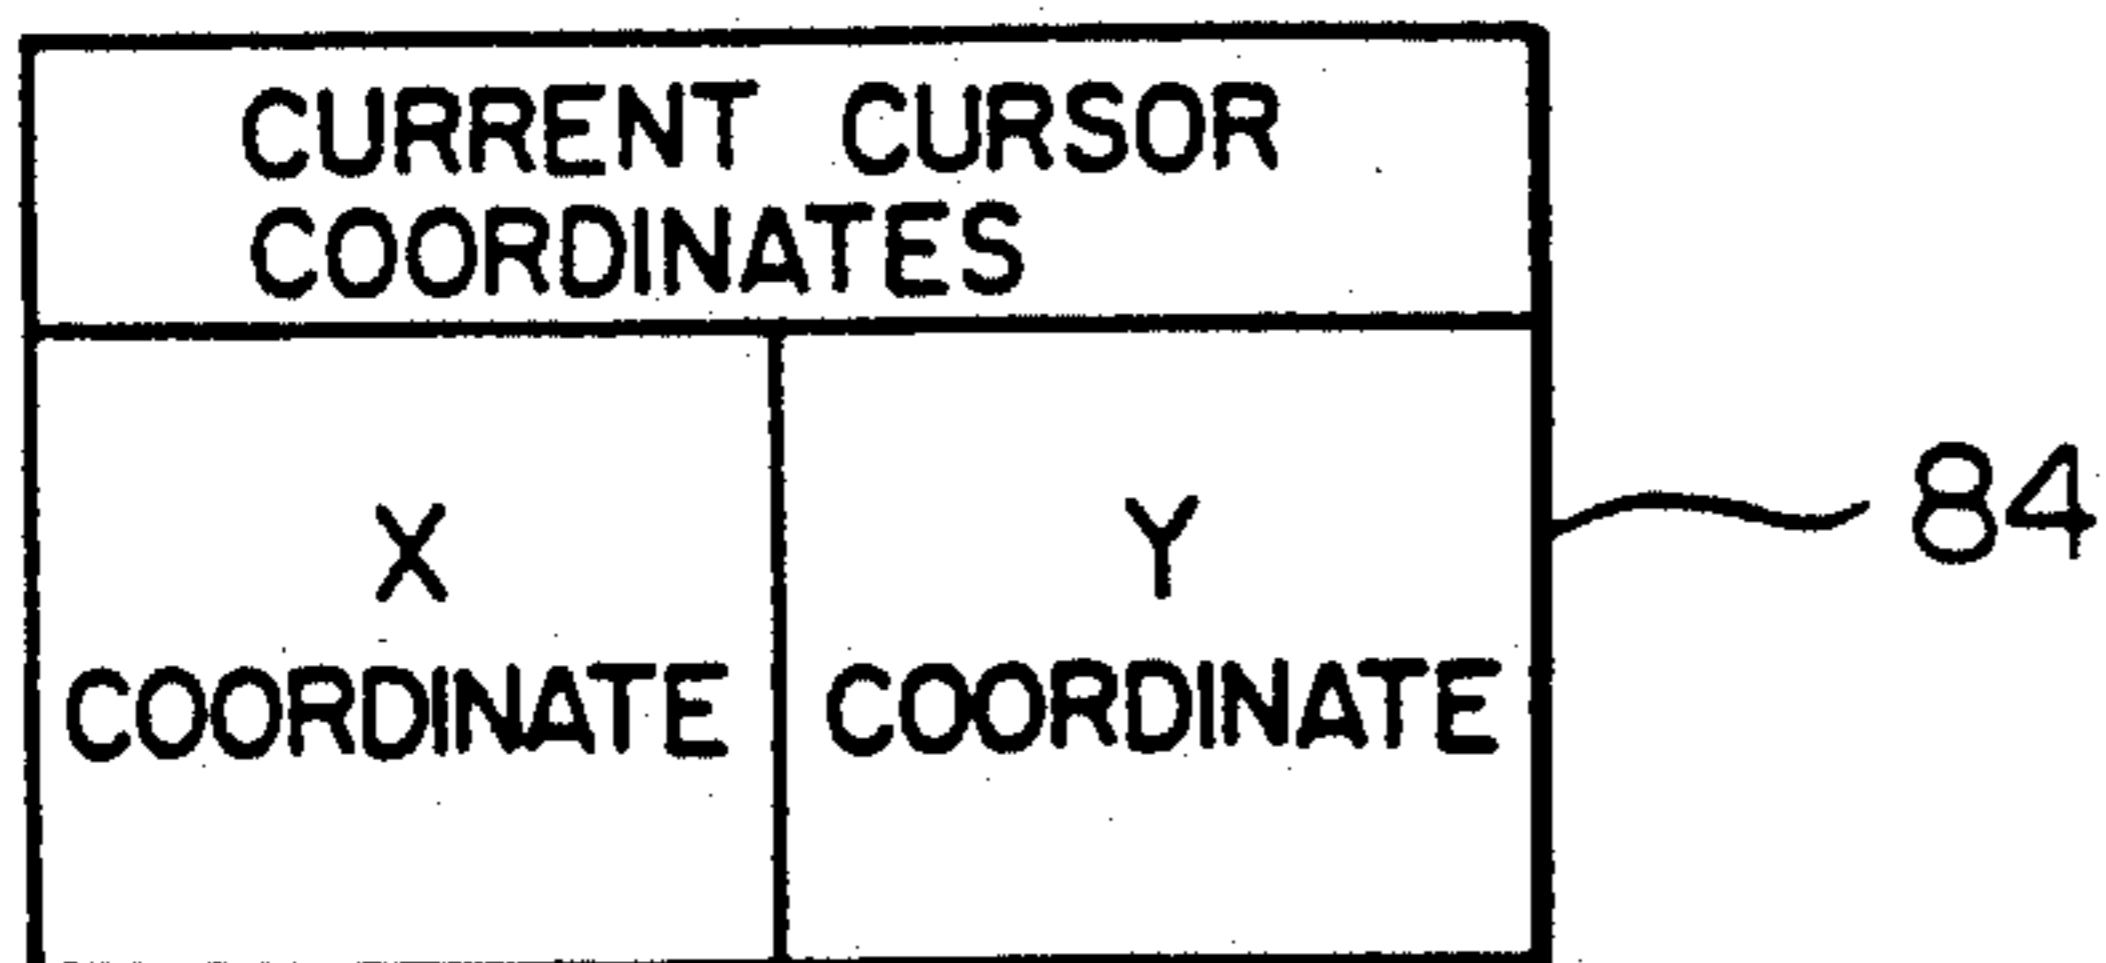 CURRENT CURSOR
COORDINATES
X
COORDINATE
Y
COORDINATE
84